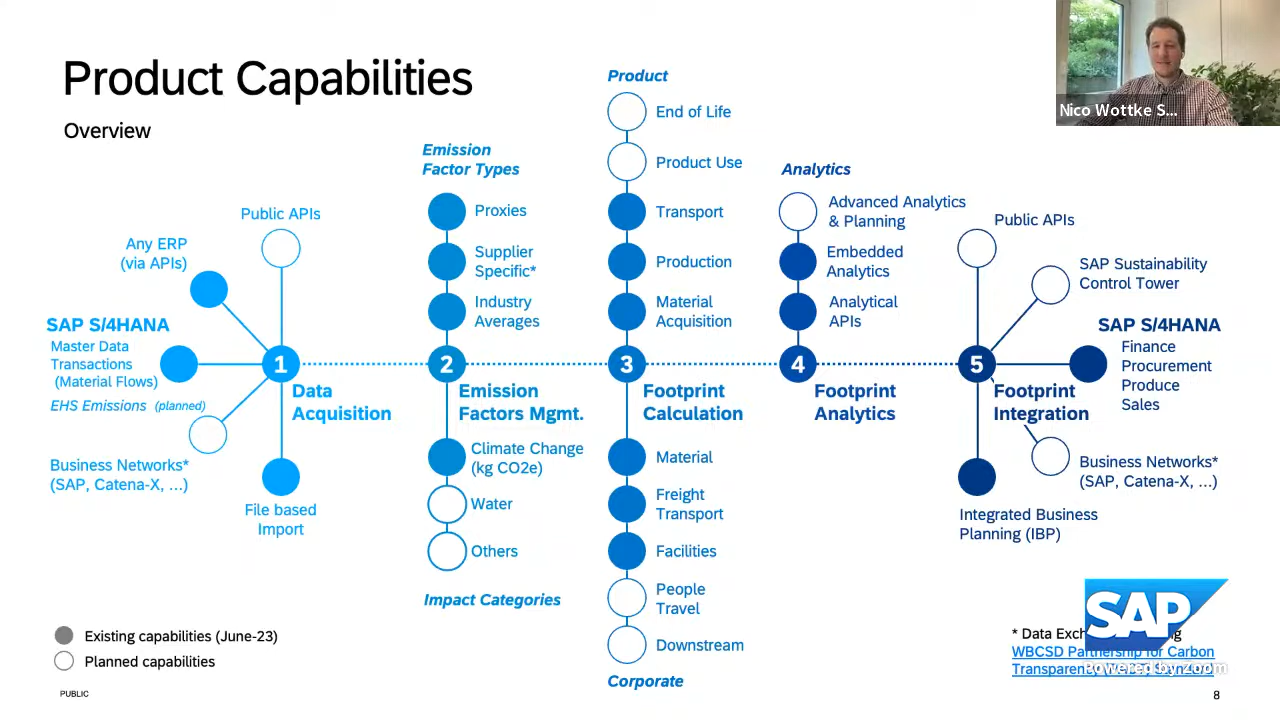 Product Capabilities
Overview
Nico Wottke S...
Public APIs
Any ERP
(via APIs)
SAP S/4HANA
Master Data
Transactions
(Material Flows)
EHS Emissions (planned)
Business Networks*
(SAP, Catena-X, ...)
File based
Import
1
Data
Acquisition
Emission
Factor Types
Proxies
Supplier
Specific*
Industry
Averages
2
Emission
Factors Mgmt.
Climate Change
(kg CO2e)
Water
Others
Impact Categories
Product
End of Life
Product Use
Transport
Production
Material
Acquisition
3
Footprint
Calculation
Material
Freight
Transport
Facilities
People
Travel
Downstream
Corporate
Analytics
Advanced Analytics
& Planning
Embedded
Analytics
Analytical
APIs
4
Footprint
Analytics
Public APIs
SAP Sustainability
Control Tower
SAP S/4HANA
Finance
Procurement
Produce
Sales
5
Footprint
Integration
Business Networks*
(SAP, Catena-X, ...)
Integrated Business
Planning (IBP)
Existing capabilities (June-23)
Planned capabilities
PUBLIC
SAP
* Data
WBCSD Partnership for Carbon
Transparency
Powered by Zoom
8